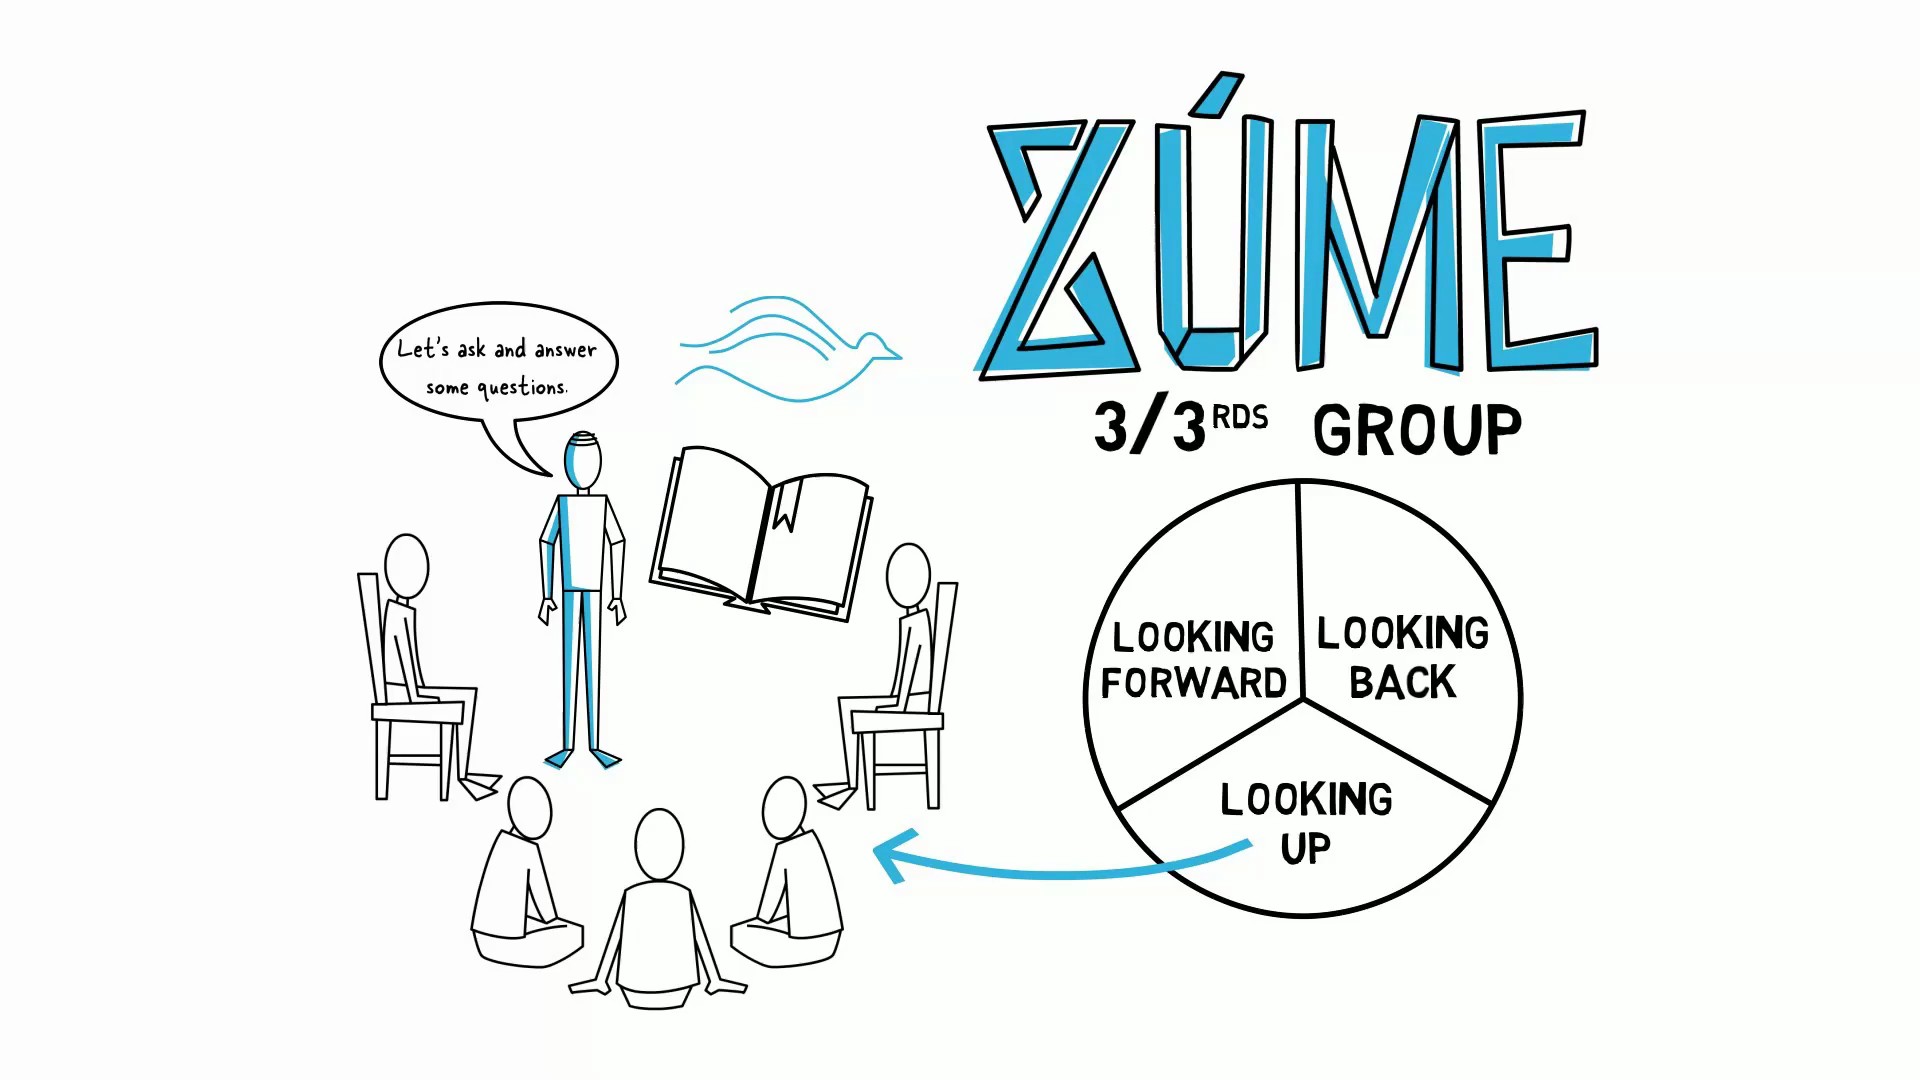 Let's ask and answer
some questions.
ZÚME
3/3RDS GROUP
LOOKING
FORWARD
LOOKING
BACK
LOOKING
UP